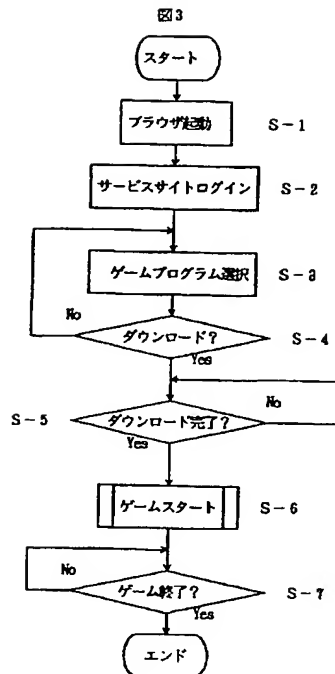 図3
スタート
ブラウザ起動
S-1
サービスサイトログイン
S-2
ゲームプログラム選択
S-3
No
ダウンロード?
S-4
Yes
No
S-5
ダウンロード完了?
Yes
ゲームスタート
S-6
No
ゲーム終了?
S-7
Yes
エンド